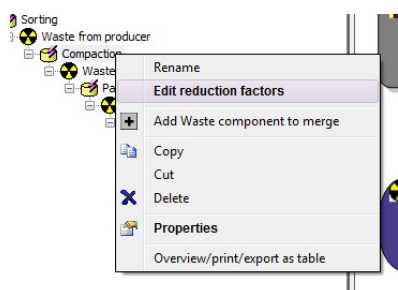 Sorting
Waste from producer
Compaction
Waste
Pa
Rename
Edit reduction factors
Add Waste component to merge
Copy
Cut
Delete
Properties
Overview/print/export as table